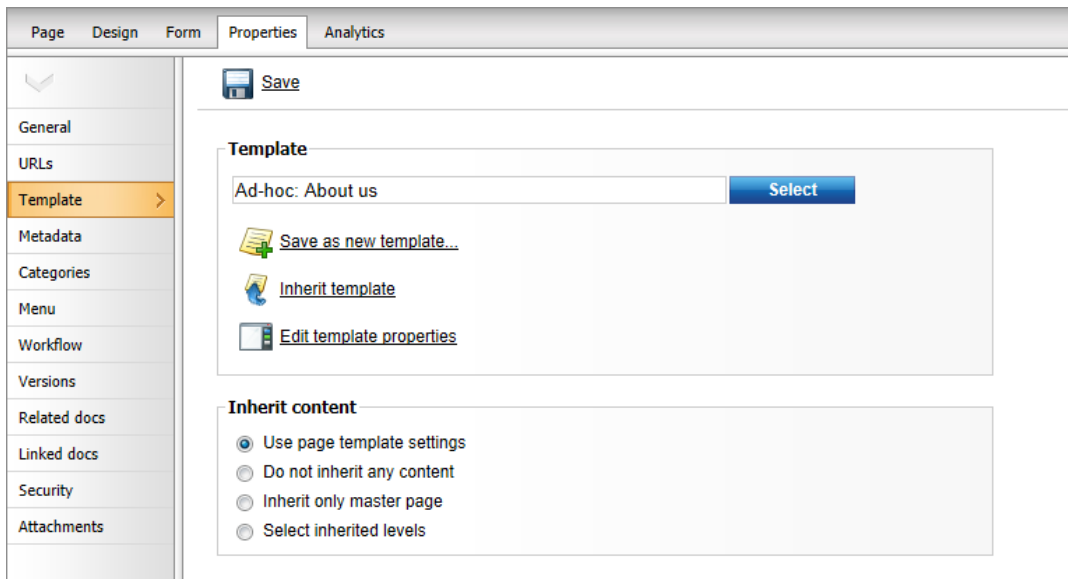 Page Design Form Properties Analytics
Save
General
URLs
Template
Metadata
Categories
Menu
Workflow
Versions
Related docs
Linked docs
Security
Attachments
Template
Ad-hoc: About us
Select
Save as new template...
Inherit template
Edit template properties
Inherit content
Use page template settings
Do not inherit any content
Inherit only master page
Select inherited levels